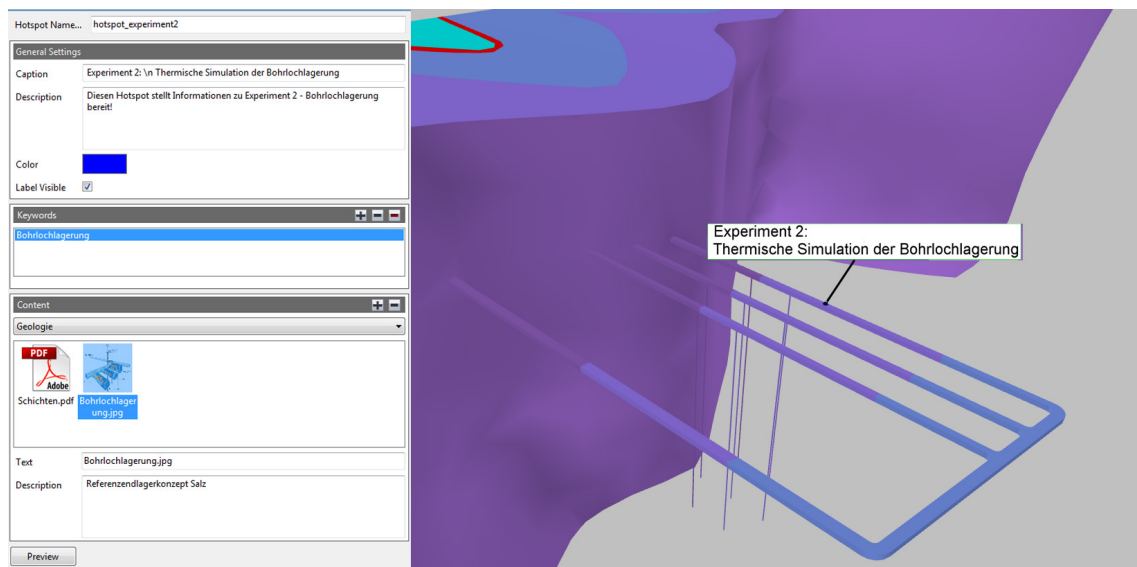 Hotspot Name... hotspot_experiment2
General Settings
Caption Experiment 2: \n Thermische Simulation der Bohrlochlagerung
Description Diesen Hotspot stellt Informationen zu Experiment 2 - Bohrlochlagerung
bereit!
Color
Label Visible
Keywords
Bohrlochlagerung
Content
Geologie
PDF
Adobe
Schichten.pdf Bohrlochlager
ung.jpg
Text Bohrlochlagerung.jpg
Description Referenzendlagerkonzept Salz
Preview
Experiment 2:
Thermische Simulation der Bohrlochlagerung